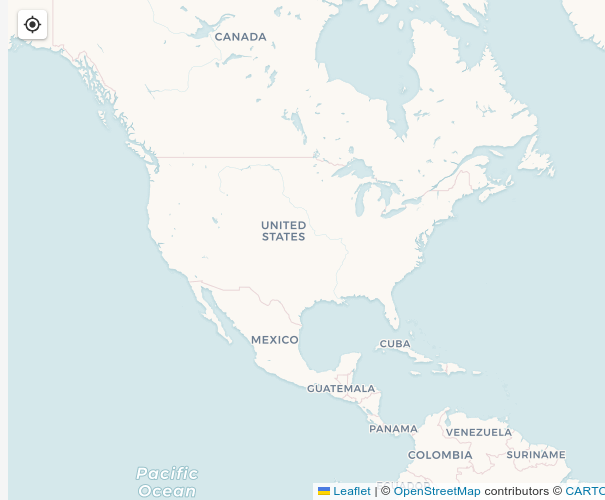 CANADA
UNITED
STATES
MEXICO
CUBA
GUATEMALA
PANAMA
VENEZUELA
COLOMBIA
SURINAME
ECUADOR
Pacific
Ocean
Leaflet | © OpenStreetMap contributors © CARTO